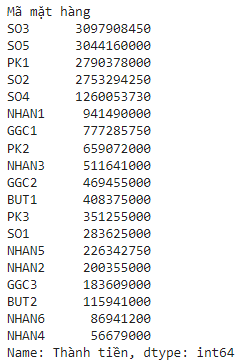 Mã mặt hàng
SO3 3097908450
SO5 3044160000
PK1 2790378000
SO2 2753294250
SO4 1260053730
NHAN1 941490000
GGC1 777285750
PK2 659072000
NHAN3 511641000
GGC2 469455000
BUT1 408375000
PK3 351255000
SO1 283625000
NHAN5 226342750
NHAN2 200355000
GGC3 183609000
BUT2 115941000
NHAN6 86941200
NHAN4 56679000
Name: Thành tiền, dtype: int64